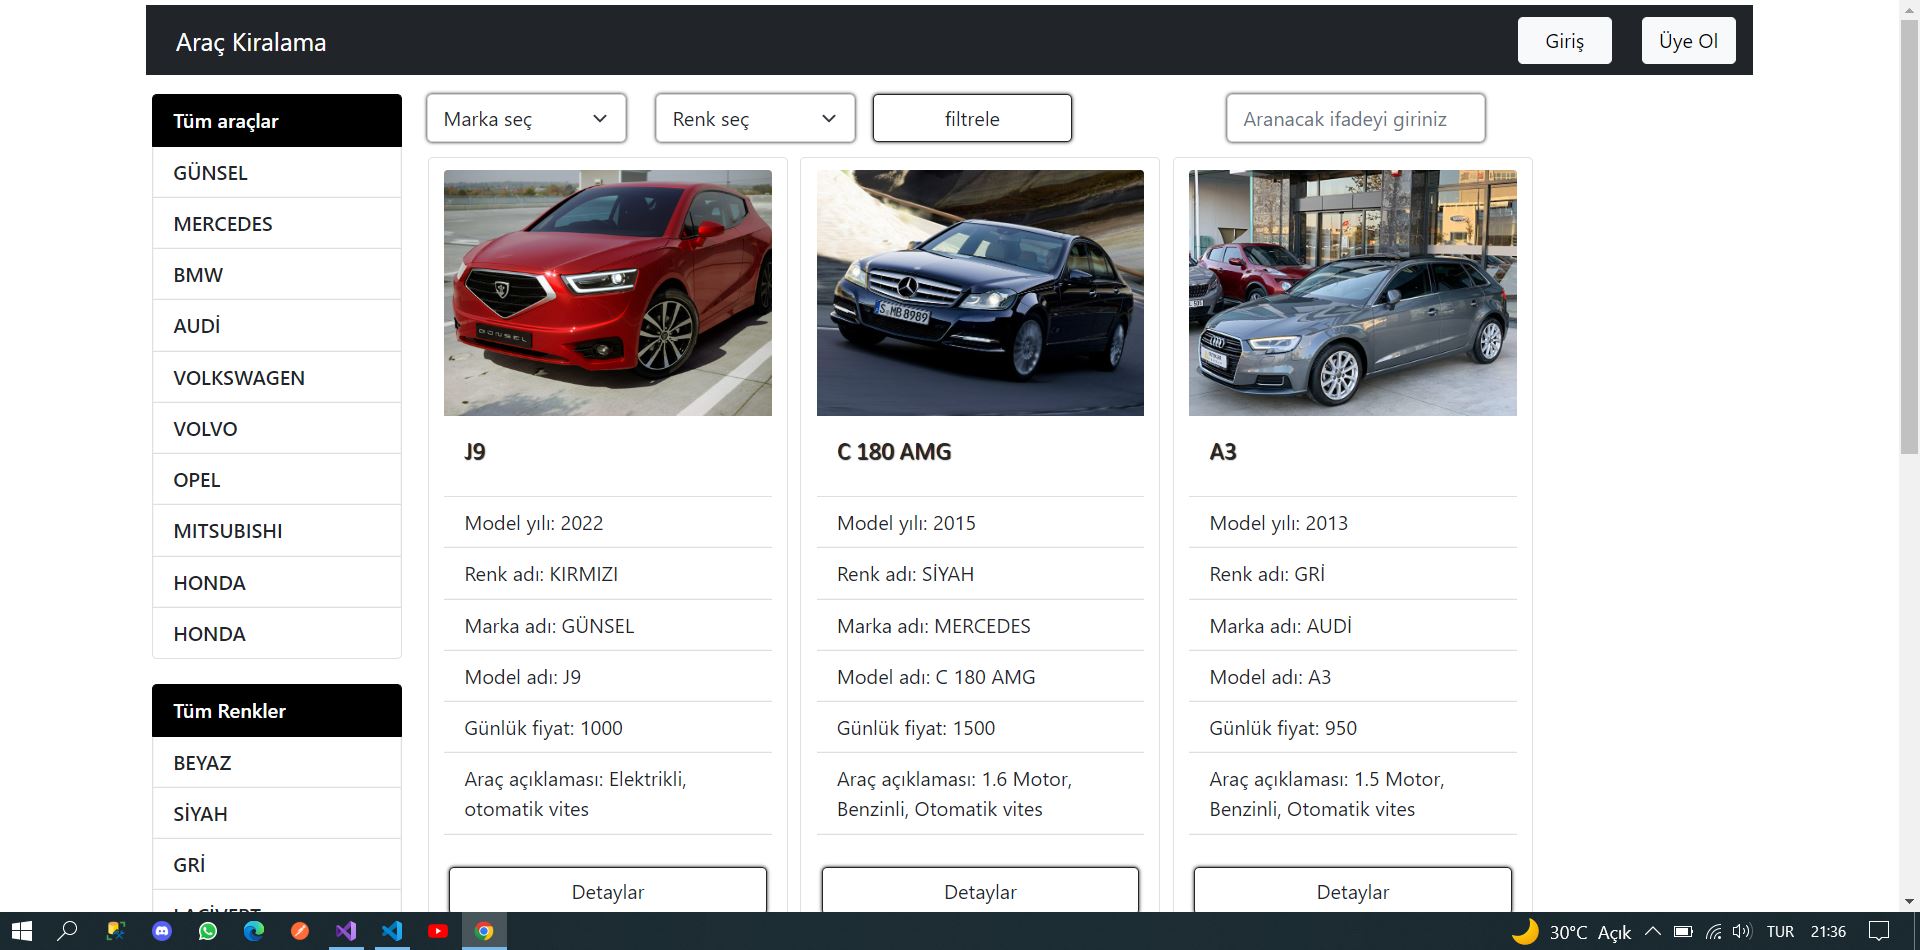 Araç Kiralama
Giriş
Üye Ol
Tüm araçlar
GÜNSEL
MERCEDES
BMW
AUDİ
VOLKSWAGEN
VOLVO
OPEL
MITSUBISHI
HONDA
HONDA
Tüm Renkler
BEYAZ
SİYAH
GRİ
LACİVERT
Marka seç
Renk seç
filtrele
Aranacak ifadeyi giriniz
GÜNSEL
J9
Model yılı: 2022
Renk adı: KIRMIZI
Marka adı: GÜNSEL
Model adı: J9
Günlük fiyat: 1000
Araç açıklaması: Elektrikli,
otomatik vites
Detaylar
S MB 8989
C 180 AMG
Model yılı: 2015
Renk adı: SİYAH
Marka adı: MERCEDES
Model adı: C 180 AMG
Günlük fiyat: 1500
Araç açıklaması: 1.6 Motor,
Benzinli, Otomatik vites
Detaylar
A3
Model yılı: 2013
Renk adı: GRİ
Marka adı: AUDİ
Model adı: A3
Günlük fiyat: 950
Araç açıklaması: 1.5 Motor,
Benzinli, Otomatik vites
Detaylar
30°C Açık
TUR
21:36